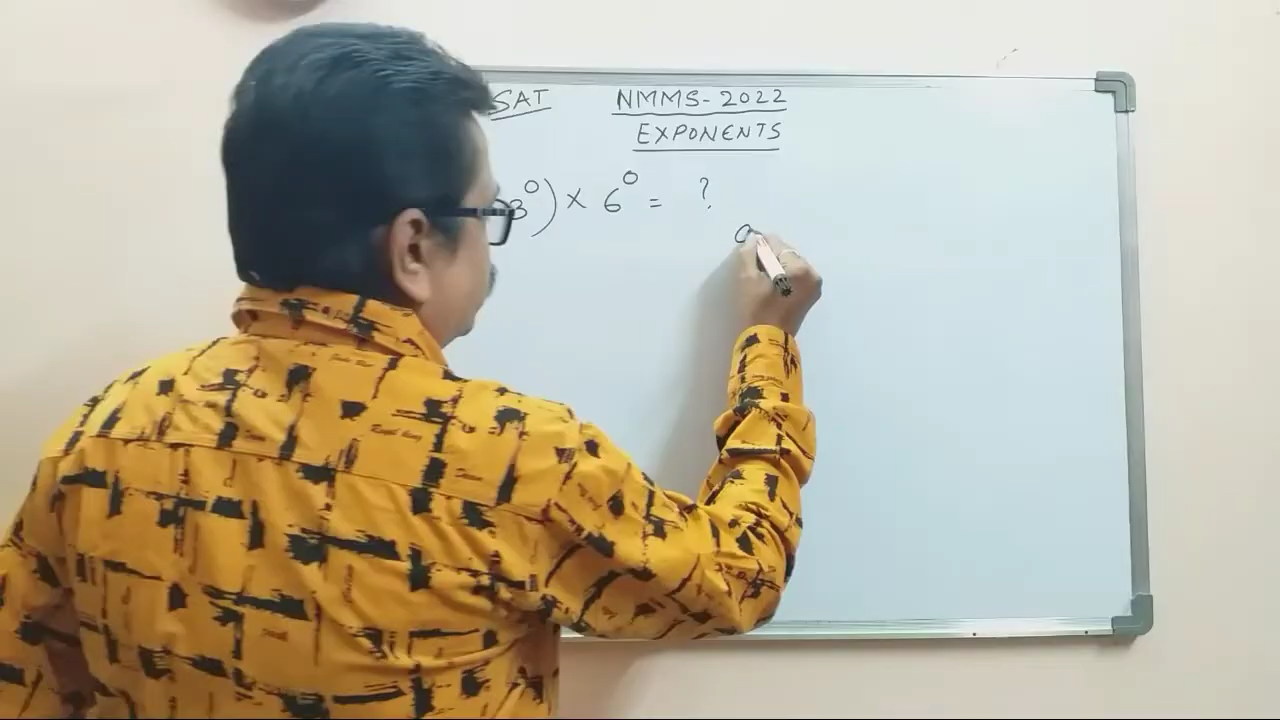 SAT NMMS-2022
EXPONENTS
3⁰) × 6⁰ = ?
a